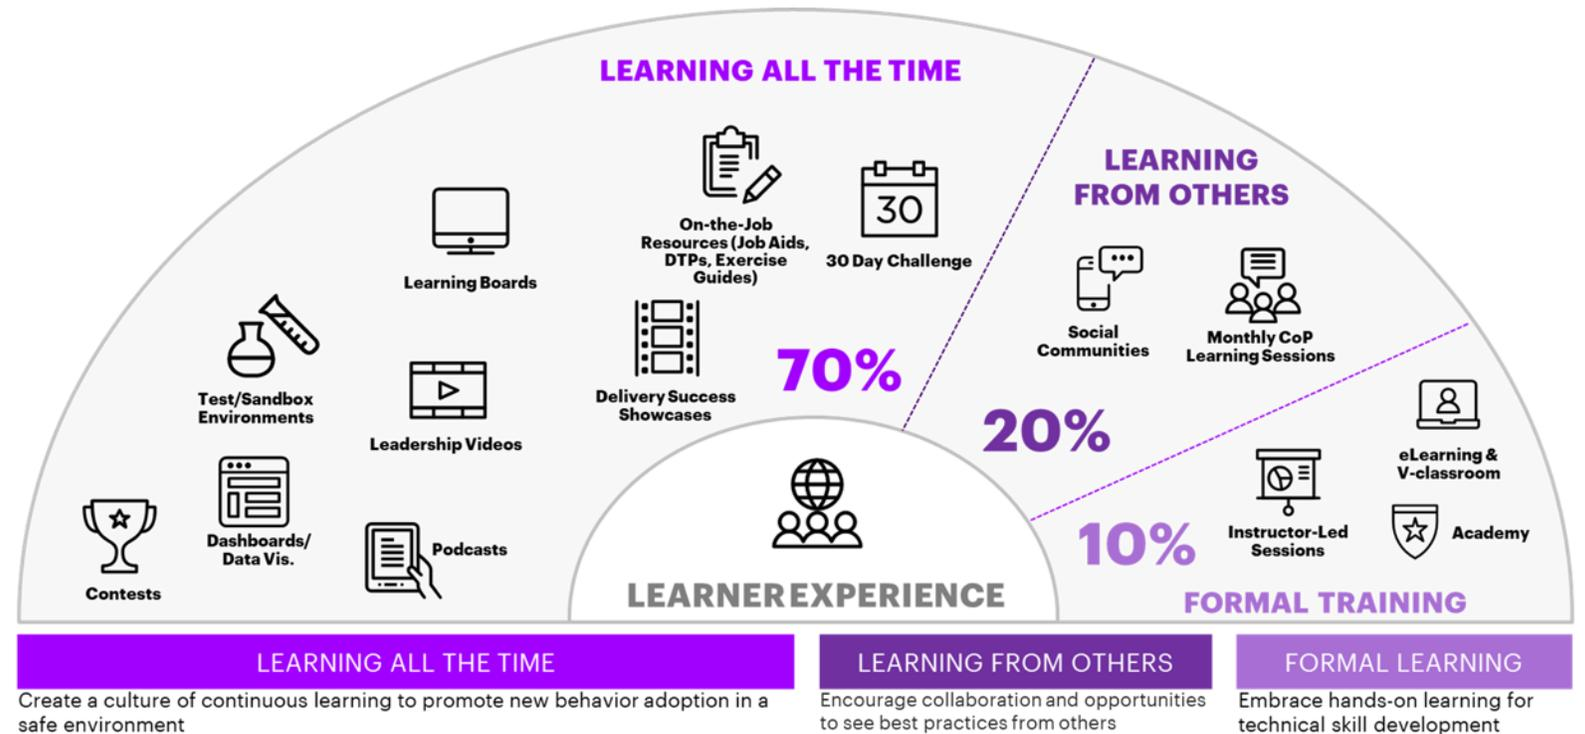 LEARNING ALL THE TIME
On-the-Job
Resources (Job Aids,
DTPs, Exercise
Guides)
30
30 Day Challenge
Learning Boards
Test/Sandbox
Environments
Leadership Videos
Delivery Success
Showcases
70%
Contests
Dashboards/
Data Vis.
Podcasts
LEARNING
FROM OTHERS
Social
Communities
Monthly CoP
Learning Sessions
20%
eLearning &
V-classroom
Instructor-Led
Sessions
Academy
10%
FORMAL TRAINING
LEARNER EXPERIENCE
LEARNING ALL THE TIME
Create a culture of continuous learning to promote new behavior adoption in a
safe environment
LEARNING FROM OTHERS
Encourage collaboration and opportunities
to see best practices from others
FORMAL LEARNING
Embrace hands-on learning for
technical skill development